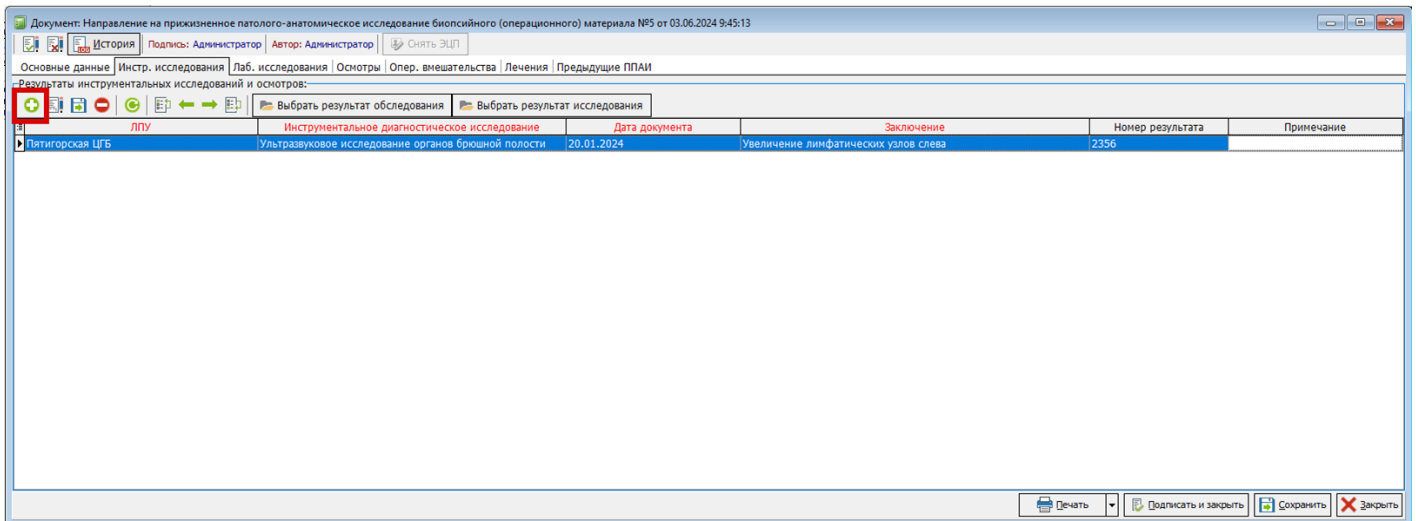 Документ: Направление на прижизненное патолого-анатомическое исследование биопсийного (операционного) материала №5 от 03.06.2024 9:45:13
История Подпись: Администратор Автор: Администратор Снять ЭЦП
Основные данные Инстр. исследования Лаб. исследования Осмотры Опер. вмешательства Лечения Предыдущие ППАИ
Результаты инструментальных исследований и осмотров:
Выбрать результат обследования Выбрать результат исследования
ЛПУ Инструментальное диагностическое исследование Дата документа Заключение Номер результата Примечание
Пятигорская ЦГБ Ультразвуковое исследование органов брюшной полости 20.01.2024 Увеличение лимфатических узлов слева 2356
Печать Подписать и закрыть Сохранить Закрыть